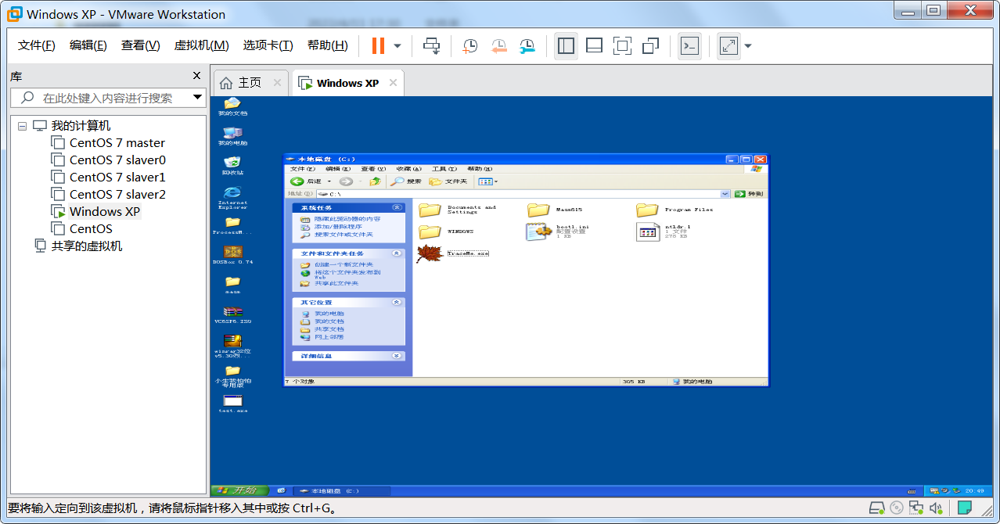 Windows XP - VMware Workstation
文件(F) 编辑(E) 查看(V) 虚拟机(M) 选项卡(T) 帮助(H)
库
在此处键入内容进行搜索
我的计算机
CentOS 7 master
CentOS 7 slaver0
CentOS 7 slaver1
CentOS 7 slaver2
Windows XP
CentOS
共享的虚拟机
主页
Windows XP
我的文档
我的电脑
回收站
Internet
Explorer
ProcessM...
DOSBox 0.74
masm
VC6SP6.ISO
winrar32位
专用版
test.exe
本地磁盘 (C:)
文件(F) 编辑(E) 查看(V) 收藏(A) 工具(T) 帮助(H)
后退 搜索 文件夹
地址(D) C:\ 转到
系统任务
隐藏此驱动器的内容
添加/删除程序
搜索文件或文件夹
文件和文件夹任务
创建一个新文件夹
将这个文件夹发布到
Web
共享此文件夹
其它位置
我的电脑
我的文档
共享文档
网上邻居
详细信息
Documents and
Settings
Masm615
Program Files
WINDOWS
boot1.ini
配置设置
1 KB
ntldr.1
1 文件
278 KB
TraceMe.exe
7 个对象
305 KB
我的电脑
开始
本地磁盘 (C:)
20:49
要将输入定向到该虚拟机，请将鼠标指针移入其中或按 Ctrl+G。